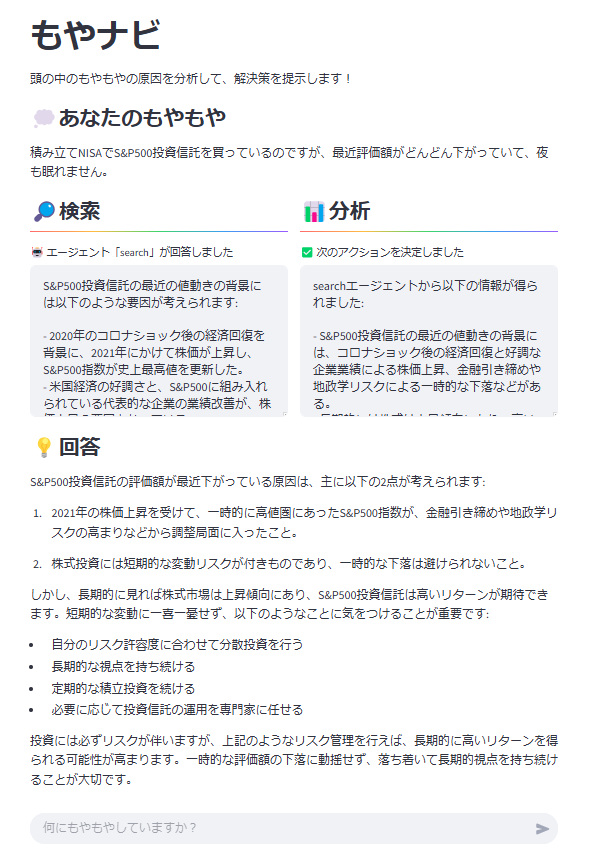 もやナビ
頭の中のもやもやの原因を分析して、解決策を提示します！
あなたのもやもや
積み立てNISAでS&P500投資信託を買っているのですが、最近評価額がどんどん下がっていて、夜
も眠れません。
検索
エージェント「search」が回答しました
S&P500投資信託の最近の値動きの背景に
は以下のような要因が考えられます:
- 2020年のコロナショック後の経済回復を
背景に、2021年にかけて株価が上昇し、
S&P500指数が史上最高値を更新した。
- 米国経済の好調さと、S&P500に組み入れ
られている代表的な企業の業績改善が、株
分析
次のアクションを決定しました
searchエージェントから以下の情報が得ら
れました:
- S&P500投資信託の最近の値動きの背景に
は、コロナショック後の経済回復と好調な
企業業績による株価上昇、金融引き締めや
地政学リスクによる一時的な下落などがあ
る。
回答
S&P500投資信託の評価額が最近下がっている原因は、主に以下の2点が考えられます:
1. 2021年の株価上昇を受けて、一時的に高値圏にあったS&P500指数が、金融引き締めや地政学リ
スクの高まりなどから調整局面に入ったこと。
2. 株式投資には短期的な変動リスクが付きものであり、一時的な下落は避けられないこと。
しかし、長期的に見れば株式市場は上昇傾向にあり、S&P500投資信託は高いリターンが期待でき
ます。短期的な変動に一喜一憂せず、以下のようなことに気をつけることが重要です:
• 自分のリスク許容度に合わせて分散投資を行う
• 長期的な視点を持ち続ける
• 定期的な積立投資を続ける
• 必要に応じて投資信託の運用を専門家に任せる
投資には必ずリスクが伴いますが、上記のようなリスク管理を行えば、長期的に高いリターンを得
られる可能性が高まります。一時的な評価額の下落に動揺せず、落ち着いて長期的視点を持ち続け
ることが大切です。
何にもやもやしていますか？